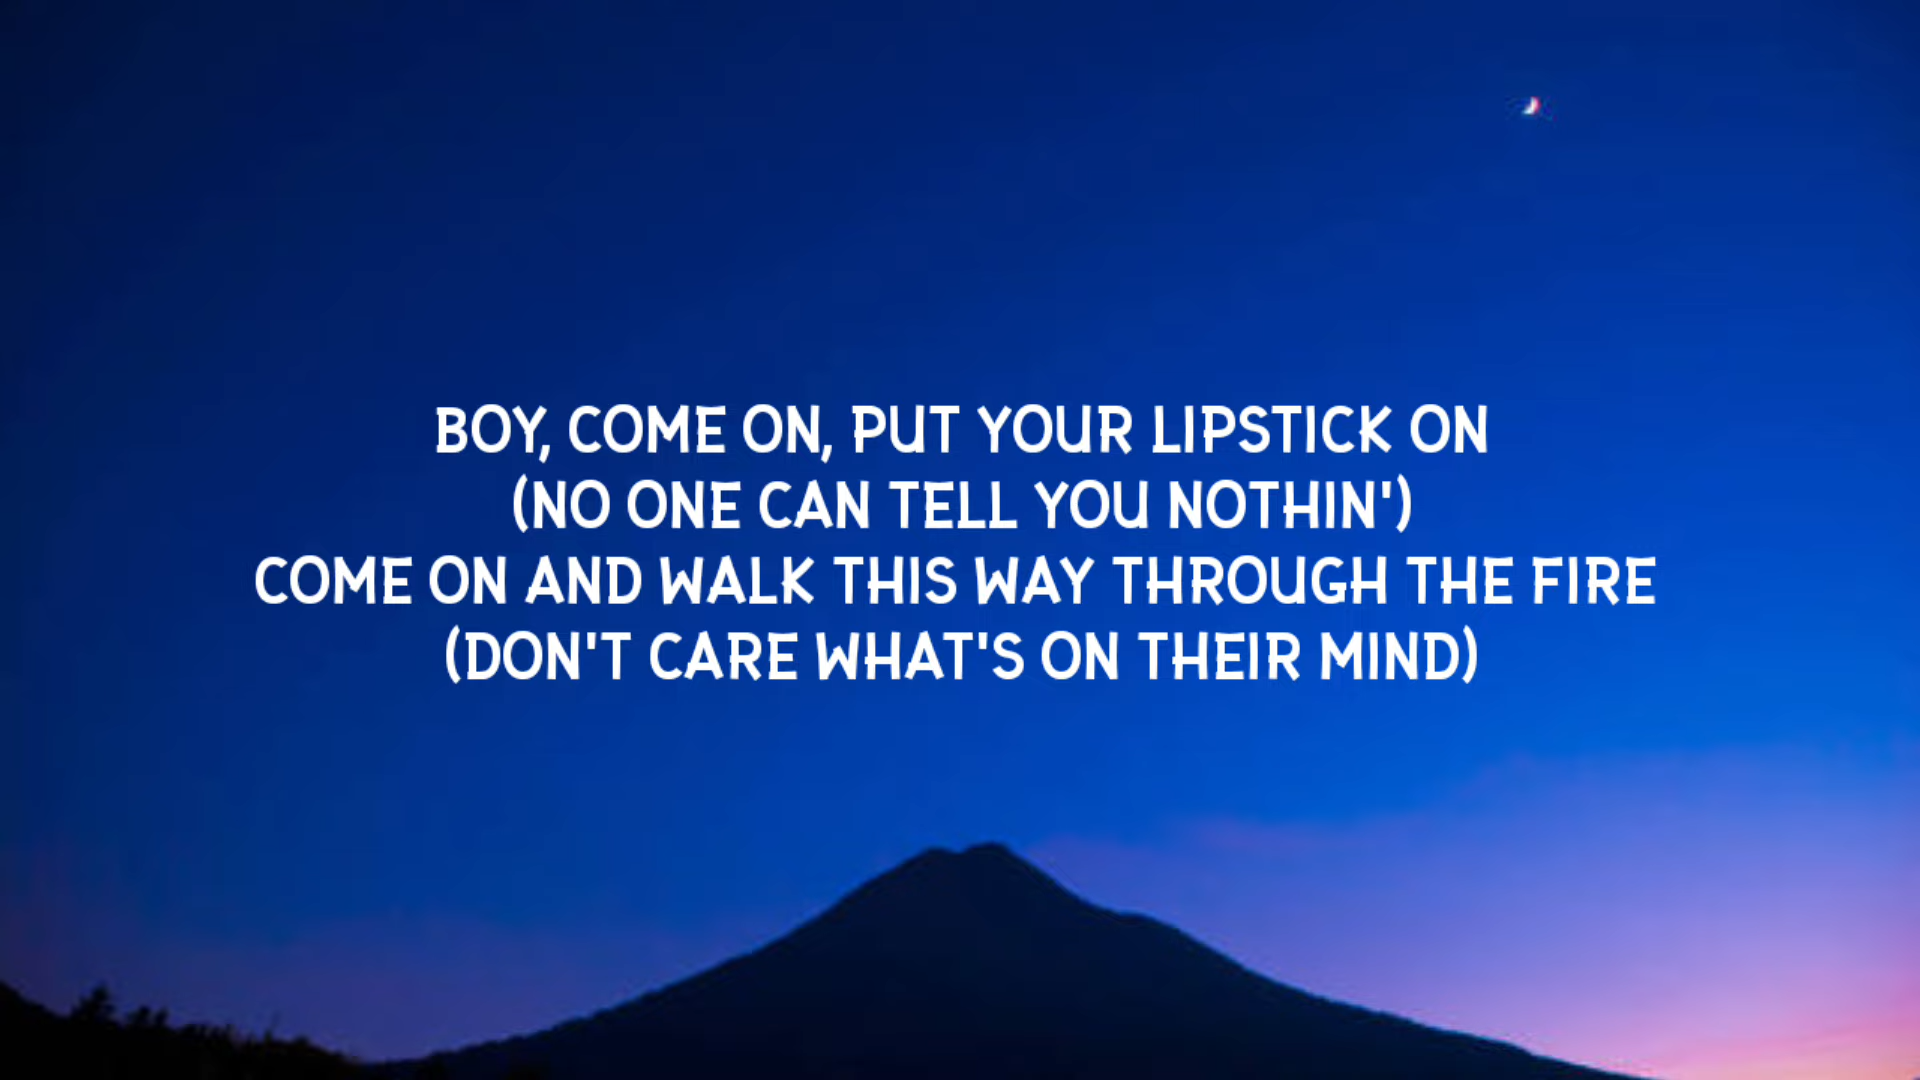 BOY, COME ON, PUT YOUR LIPSTICK ON
(NO ONE CAN TELL YOU NOTHIN')
COME ON AND WALK THIS WAY THROUGH THE FIRE
(DON'T CARE WHAT'S ON THEIR MIND)